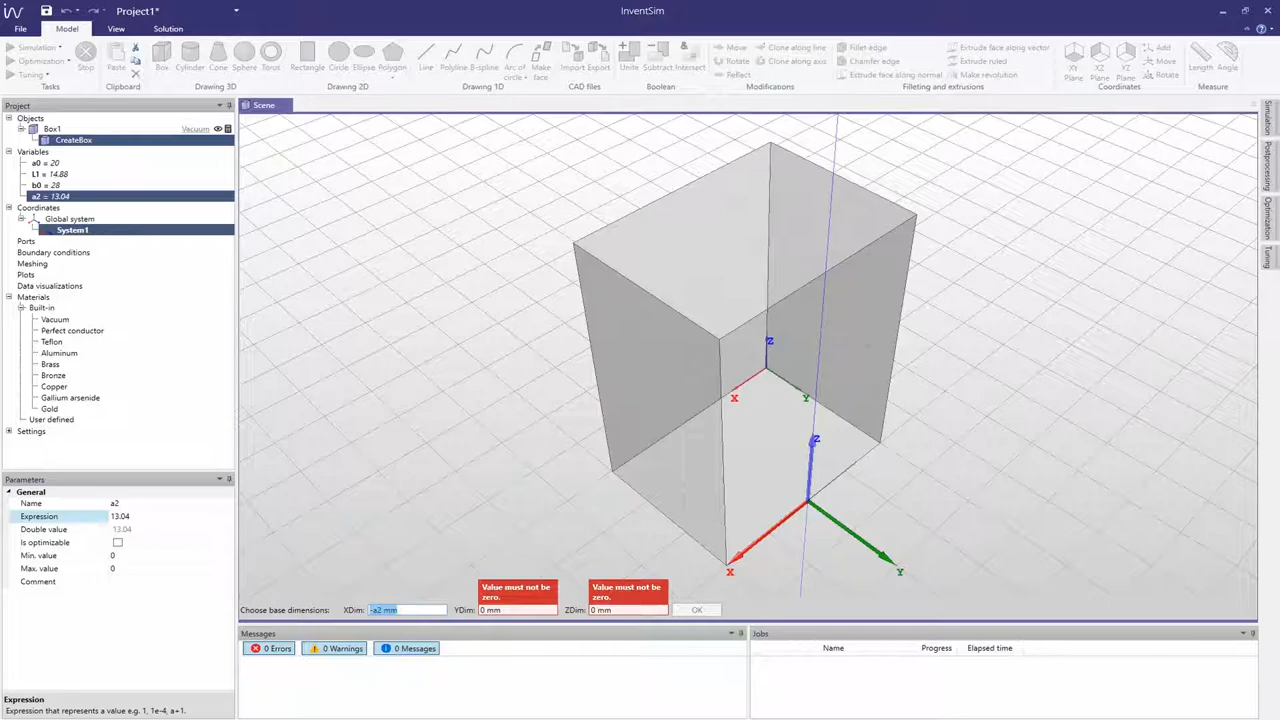 Project1*
InventSim
File
Model
View
Solution
Simulation
Optimization
Tuning
Stop
Tasks
Paste
Clipboard
Box
Cylinder
Cone
Sphere
Torus
Drawing 3D
Rectangle
Circle
Ellipse
Polygon
Drawing 2D
Line
Polyline
B-spline
Arc of circle
Make face
Drawing 1D
Import
Export
CAD files
Unite
Subtract
Intersect
Boolean
Move
Rotate
Reflect
Clone along line
Clone along axis
Modifications
Fillet edge
Chamfer edge
Extrude face along normal
Extrude face along vector
Extrude ruled
Make revolution
Filleting and extrusions
XY Plane
XZ Plane
YZ Plane
Add
Move
Rotate
Coordinates
Length
Angle
Measure
Project
Objects
Box1
Vacuum
CreateBox
Variables
a0 = 20
L1 = 14.88
b0 = 28
a2 = 13.04
Coordinates
Global system
System1
Ports
Boundary conditions
Meshing
Plots
Data visualizations
Materials
Built-in
Vacuum
Perfect conductor
Teflon
Aluminum
Brass
Bronze
Copper
Gallium arsenide
Gold
User defined
Settings
Parameters
General
Name a2
Expression 13.04
Double value 13.04
Is optimizable
Min. value 0
Max. value 0
Comment
Expression
Expression that represents a value e.g. 1, 1e-4, a+1.
Scene
Z
X
Y
Z
X
Y
Value must not be zero.
Value must not be zero.
Choose base dimensions: XDim: -a2 mm YDim: 0 mm ZDim: 0 mm OK
Messages
0 Errors
0 Warnings
0 Messages
Jobs
Name Progress Elapsed time
Simulation
Postprocessing
Optimization
Tuning